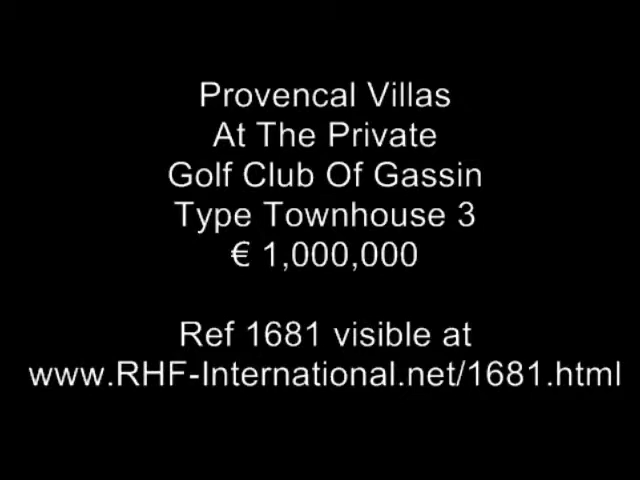 Provencal Villas
At The Private
Golf Club Of Gassin
Type Townhouse 3
€ 1,000,000
Ref 1681 visible at
www.RHF-International.net/1681.html